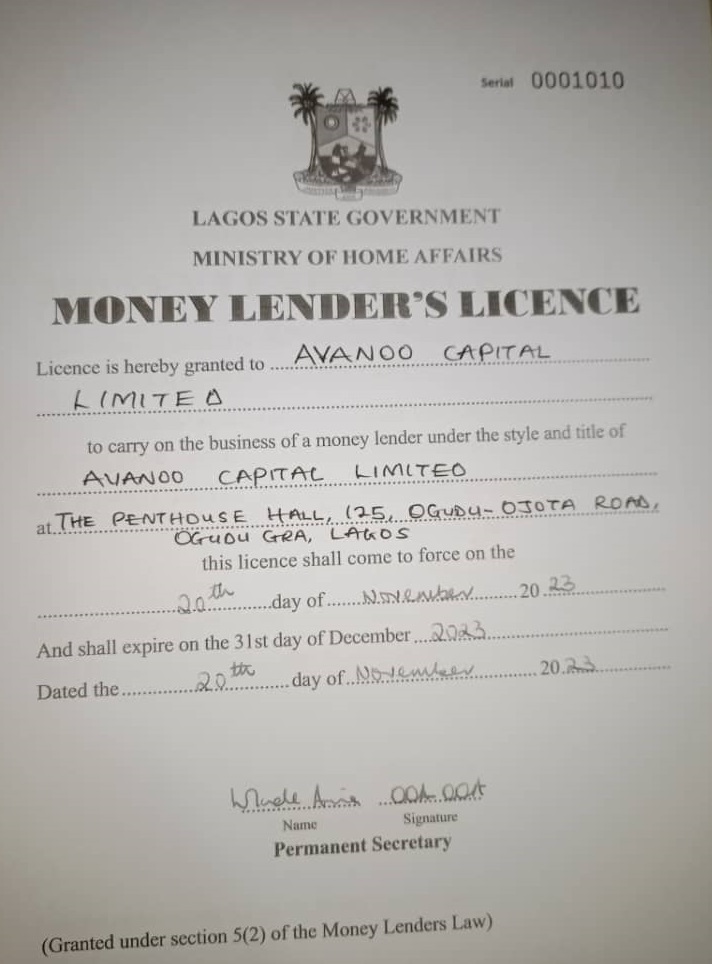 Serial 0001010
LAGOS STATE GOVERNMENT
MINISTRY OF HOME AFFAIRS
MONEY LENDER'S LICENCE
Licence is hereby granted to AVANOO CAPITAL
LIMITED
to carry on the business of a money lender under the style and title of
AVANOO CAPITAL LIMITED
at THE PENTHOUSE HALL, 125, OGUDU-OJOTA ROAD,
OGUDU GRA, LAGOS
this licence shall come to force on the
20th day of November 2023
And shall expire on the 31st day of December 2023
Dated the 20th day of November 2023
Name Signature
Permanent Secretary
(Granted under section 5(2) of the Money Lenders Law)